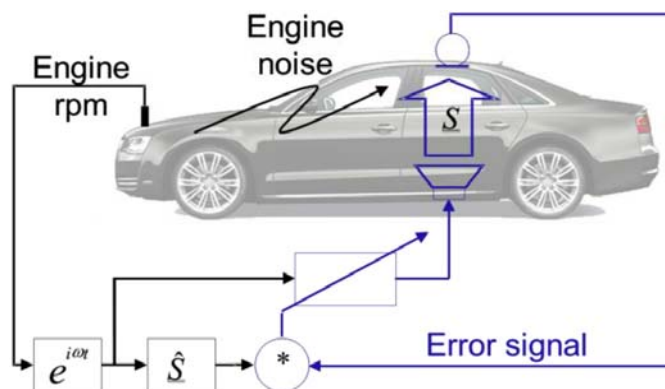 Engine
noise
Engine
rpm
S
e^{iωt}
Ŝ
*
Error signal